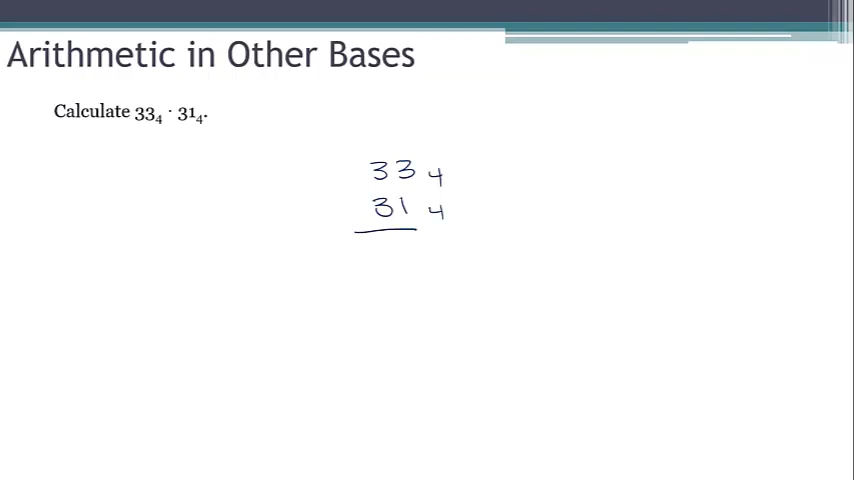 Arithmetic in Other Bases
Calculate 33₄ · 31₄.
33 4
31 4